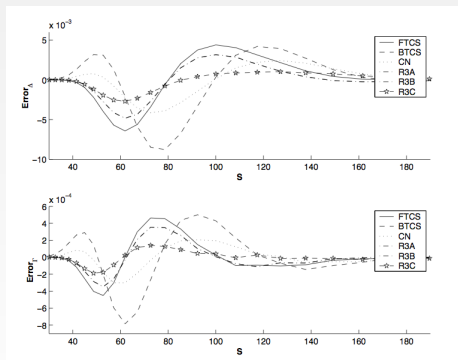 x 10⁻³
5
0
−5
−10
Error_Δ
40 60 80 100 120 140 160 180
S
FTCS
BTCS
CN
R3A
R3B
R3C
x 10⁻⁴
6
4
2
0
−2
−4
−6
−8
Error_Γ
40 60 80 100 120 140 160 180
S
FTCS
BTCS
CN
R3A
R3B
R3C